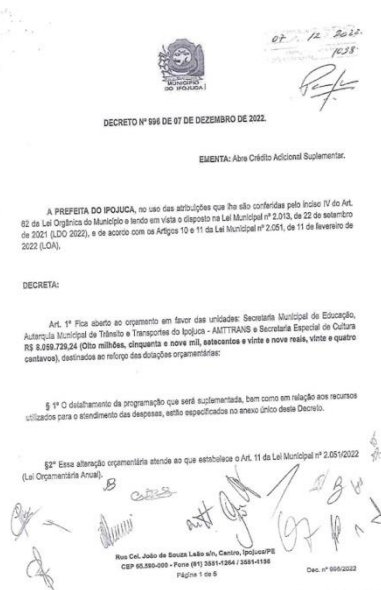 07 / 12 / 2022.
1038
MUNICÍPIO
DO IPOJUCA
DECRETO Nº 996 DE 07 DE DEZEMBRO DE 2022.
EMENTA: Abre Crédito Adicional Suplementar.
A PREFEITA DO IPOJUCA, no uso das atribuições que lhe são conferidas pelo inciso IV do Art.
62 da Lei Orgânica do Município e tendo em vista o disposto na Lei Municipal nº 2.013, de 22 de setembro
de 2021 (LDO 2022), e de acordo com os Artigos 10 e 11 da Lei Municipal nº 2.051, de 11 de fevereiro de
2022 (LOA),
DECRETA:
Art. 1º Fica aberto ao orçamento em favor das unidades: Secretaria Municipal de Educação,
Autarquia Municipal de Trânsito e Transportes do Ipojuca - AMTTRANS e Secretaria Especial de Cultura
R$ 8.059.729,24 (Oito milhões, cinquenta e nove mil, setecentos e vinte e nove reais, vinte e quatro
centavos), destinados ao reforço das dotações orçamentárias:
§ 1º O detalhamento da programação que será suplementada, bem como em relação aos recursos
utilizados para o atendimento das despesas, estão especificados no anexo único deste Decreto.
§2º Essa alteração orçamentária atende ao que estabelece o Art. 11 da Lei Municipal nº 2.051/2022
(Lei Orçamentária Anual).
Rua Cel. João de Souza Leão s/n, Centro, Ipojuca/PE
CEP 55.590-000 - Fone (81) 3551-1264 / 3551-1156
Página 1 de 5
Dec. nº 996/2022